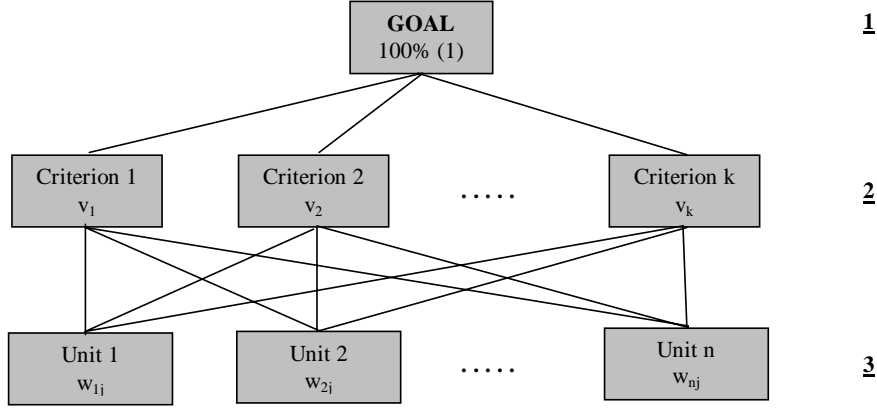 GOAL
100% (1)
1
Criterion 1
v1
Criterion 2
v2
.....
Criterion k
vk
2
Unit 1
w1j
Unit 2
w2j
.....
Unit n
wnj
3